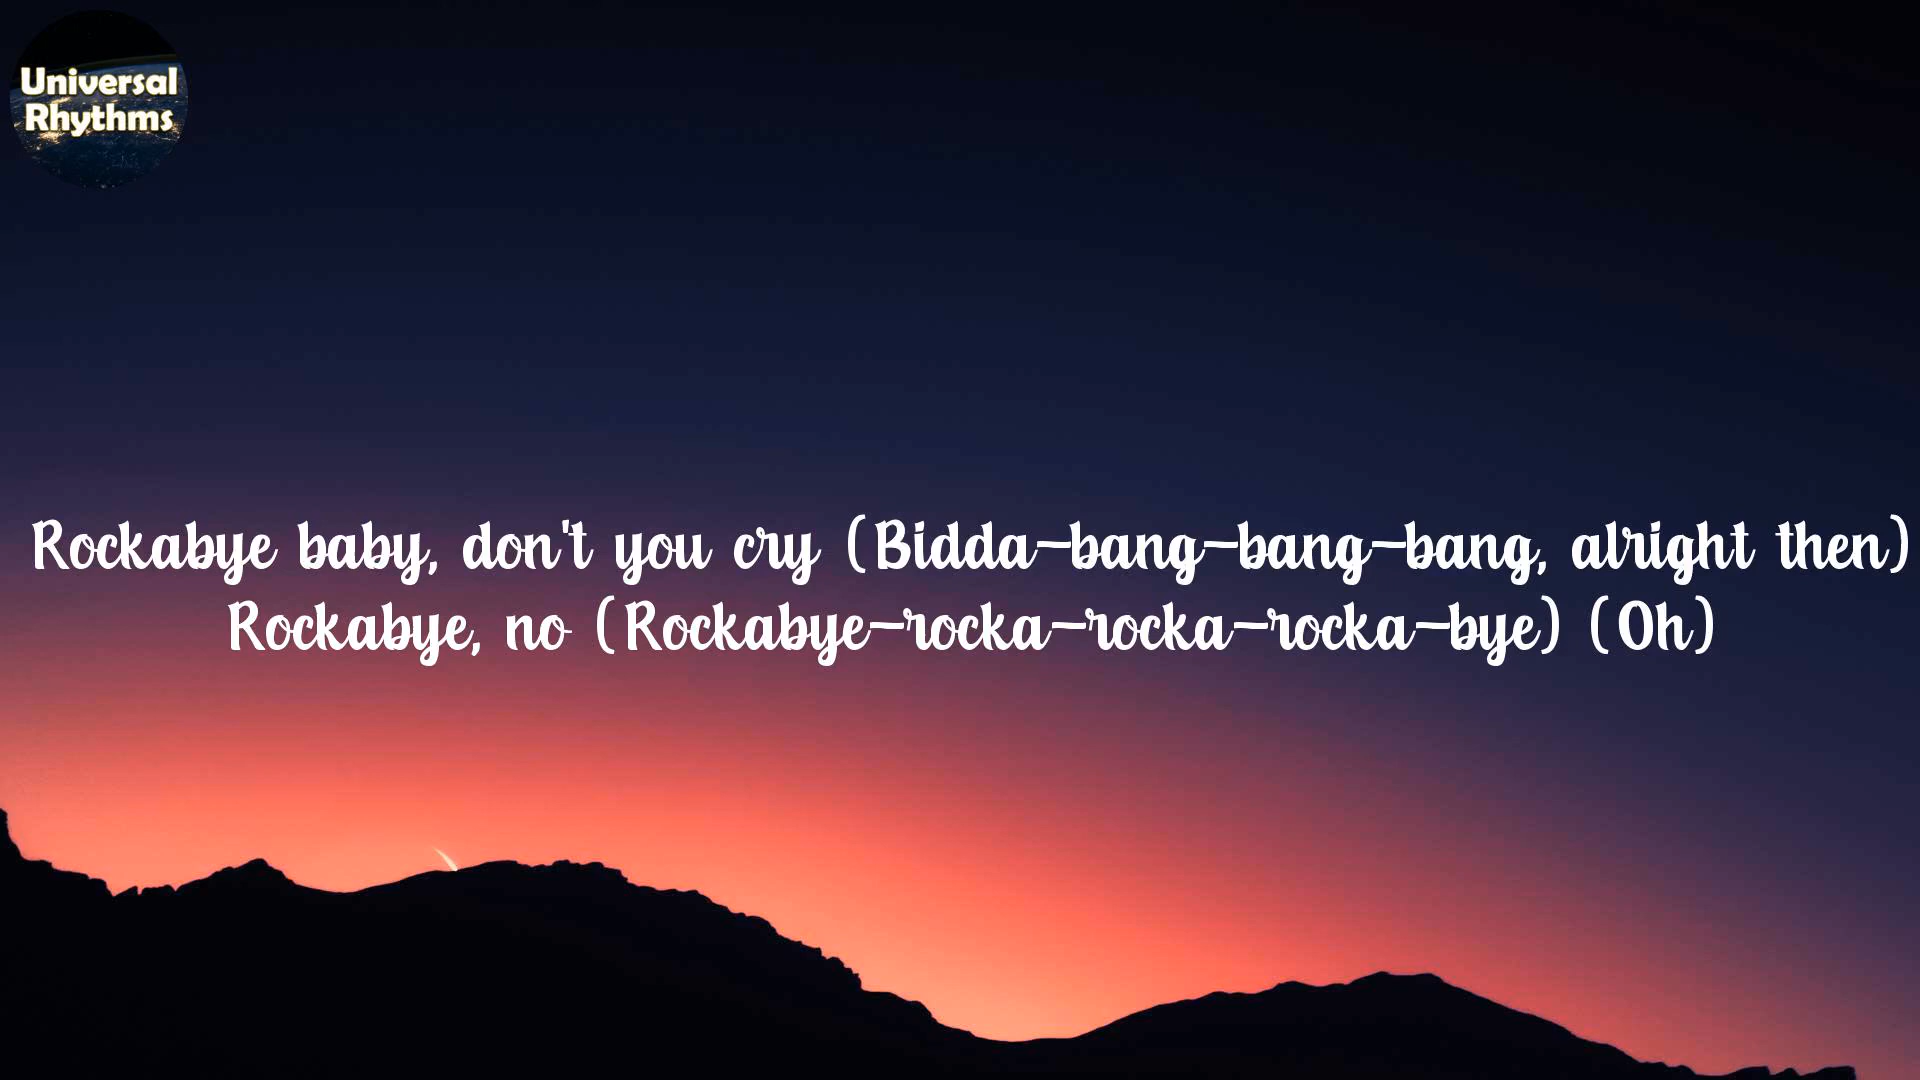 Universal
Rhythms
Rockabye baby, don't you cry (Bidda-bang-bang-bang, alright then)
Rockabye, no (Rockabye-rocka-rocka-rocka-bye) (Oh)